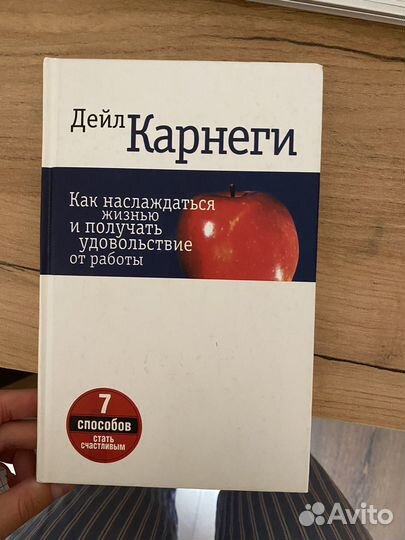 Дейл
Карнеги
Как наслаждаться
жизнью
и получать
удовольствие
от работы
7
способов
стать
счастливым
Avito